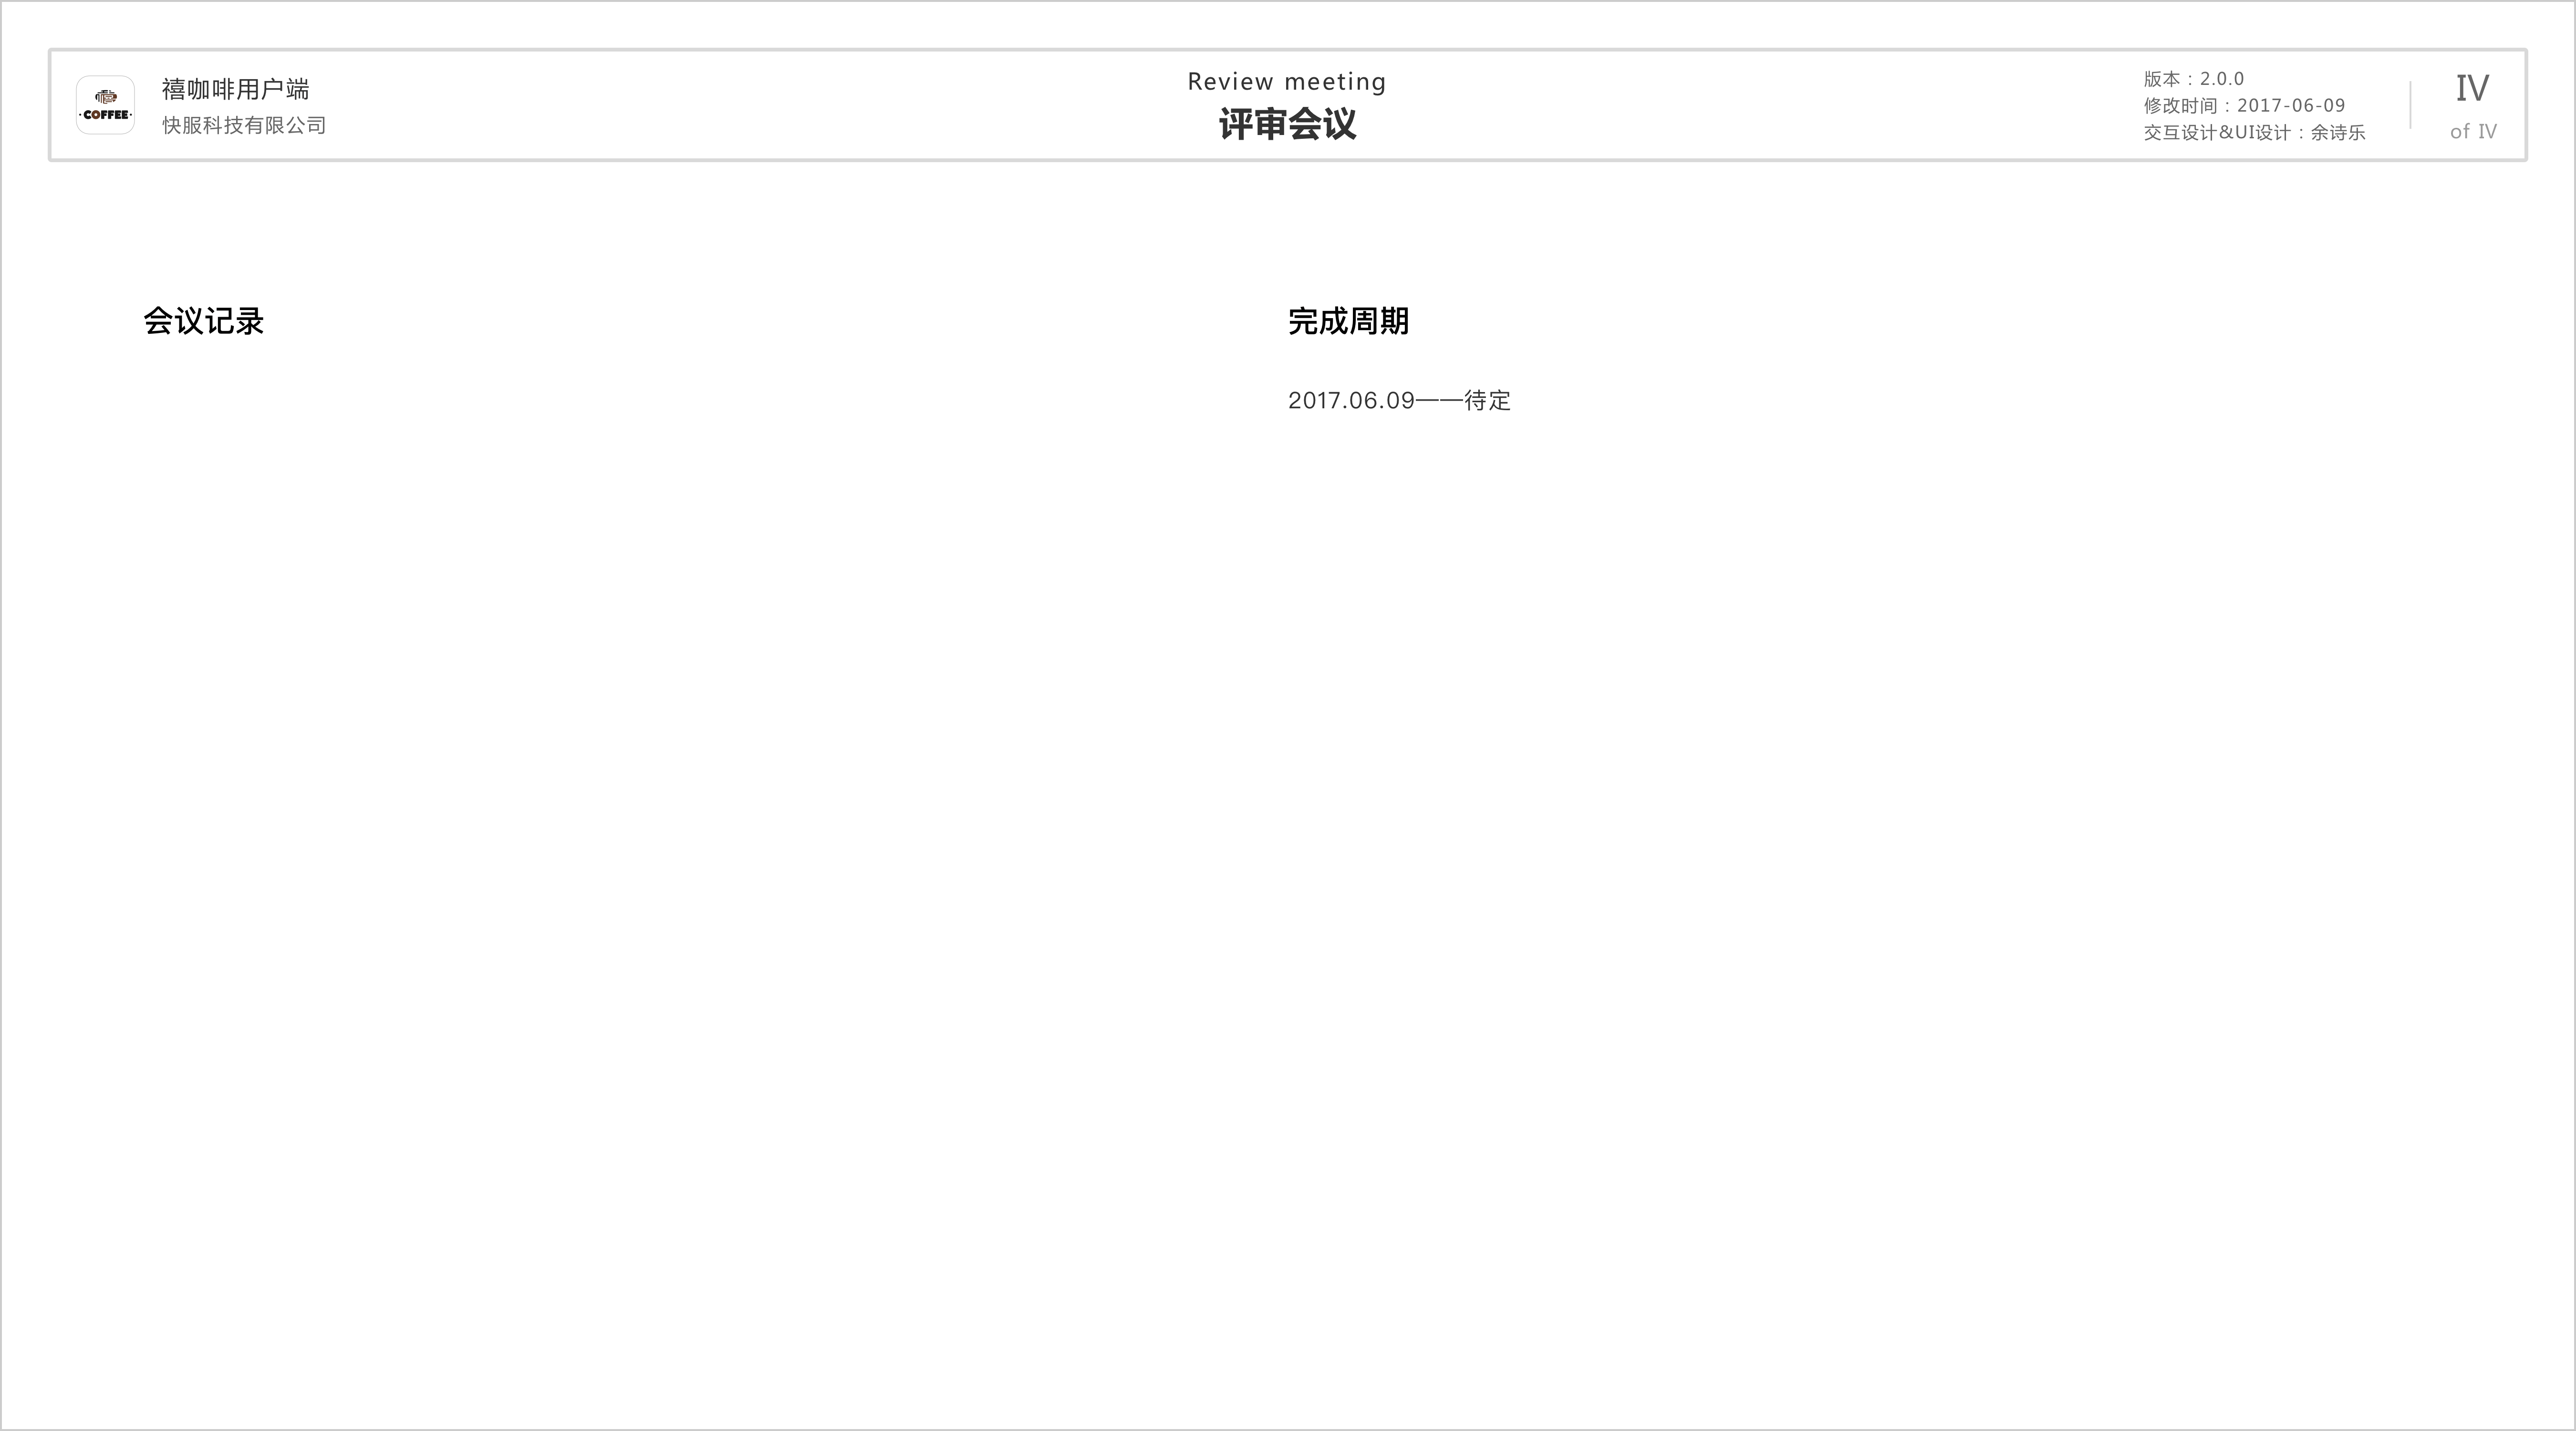 ·COFFEE·
禧咖啡用户端
快服科技有限公司
Review meeting
评审会议
版本：2.0.0
修改时间：2017-06-09
交互设计&UI设计：余诗乐
IV
of IV
会议记录
完成周期
2017.06.09——待定